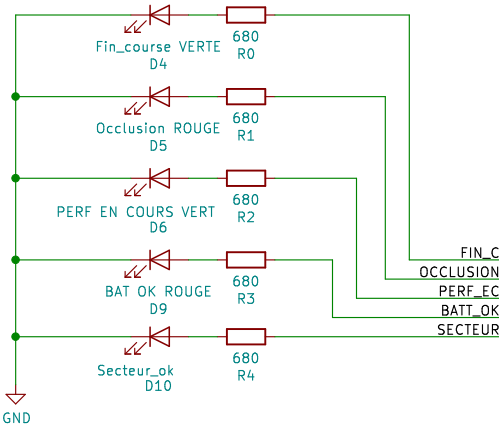 680
Fin_course VERTE
R0
D4
680
Occlusion ROUGE
R1
D5
680
PERF EN COURS VERT
R2
D6
FIN_C
OCCLUSION
680
BAT OK ROUGE
PERF_EC
R3
D9
BATT_OK
SECTEUR
680
Secteur_ok
R4
D10
GND